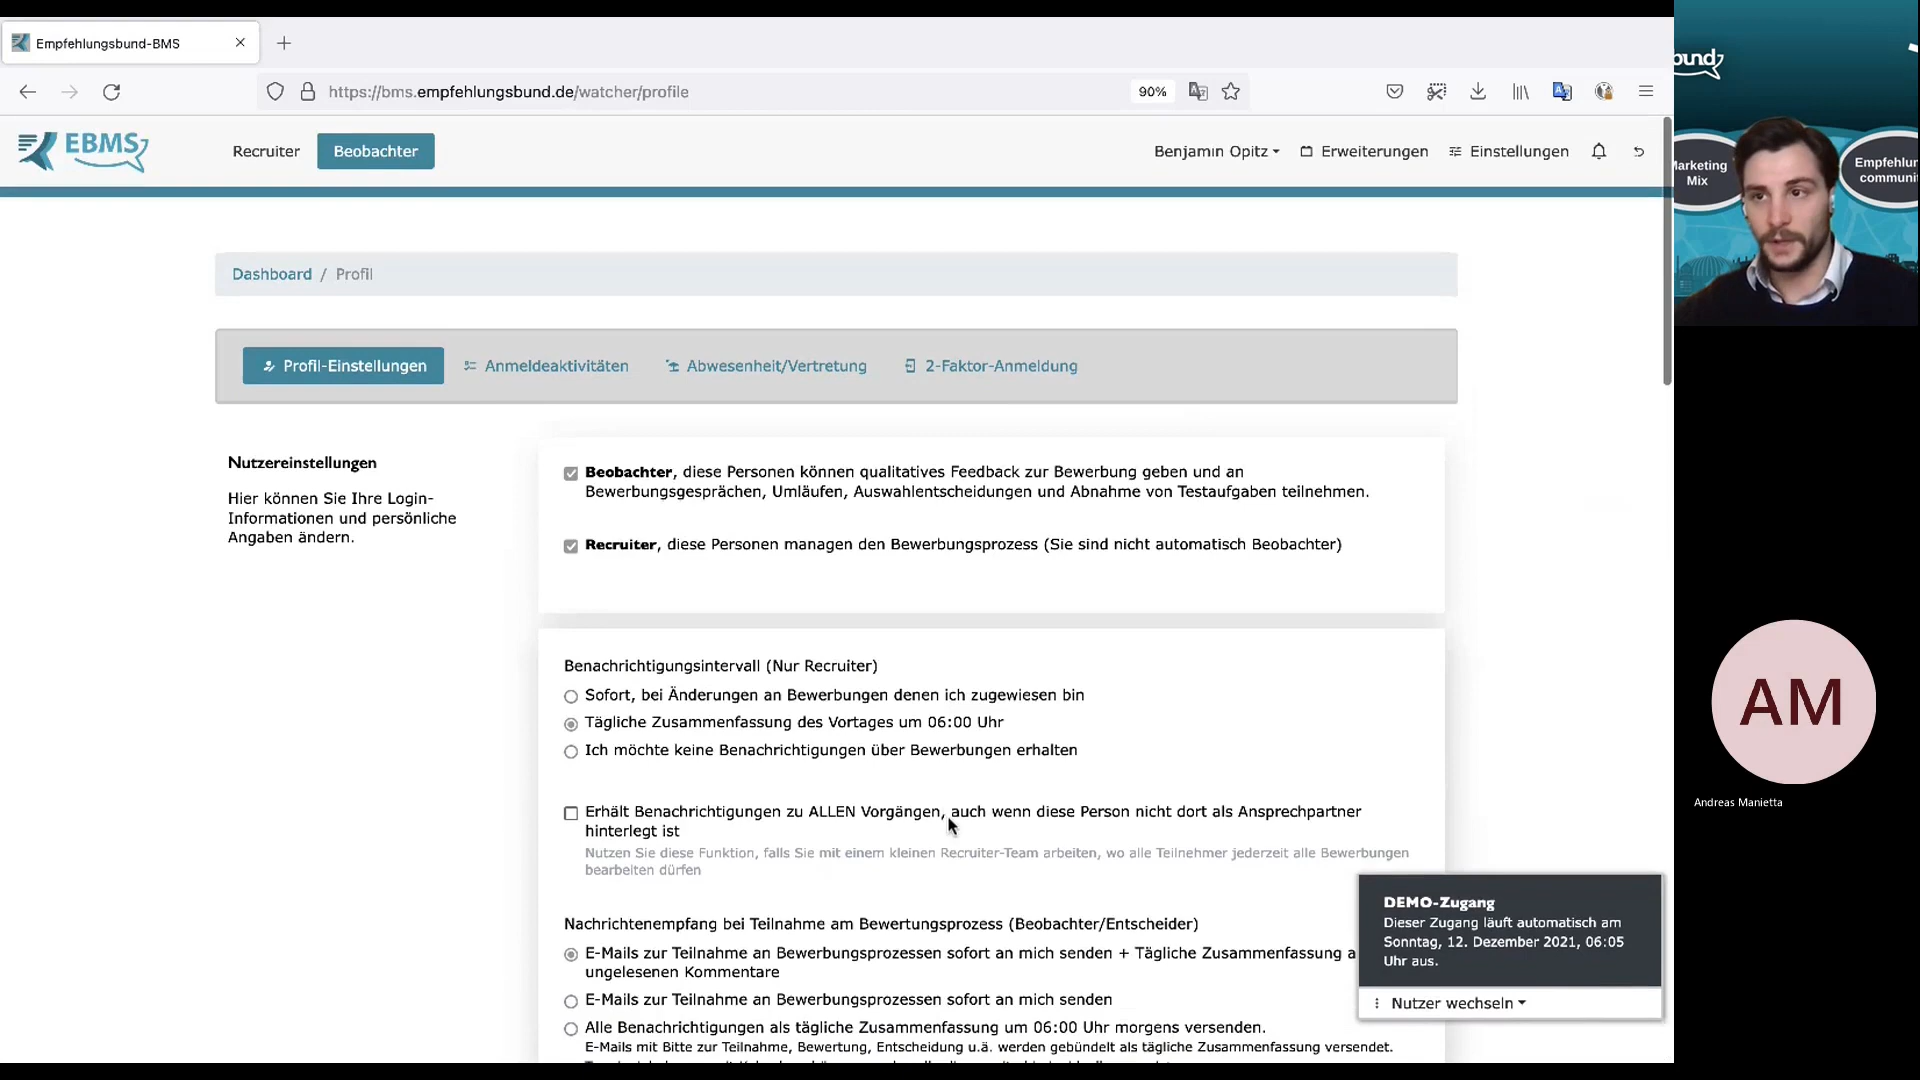 Empfehlungsbund-BMS
https://bms.empfehlungsbund.de/watcher/profile
90%
EBMS
Recruiter
Beobachter
Benjamin Opitz
Erweiterungen
Einstellungen
Dashboard / Profil
Profil-Einstellungen
Anmeldeaktivitäten
Abwesenheit/Vertretung
2-Faktor-Anmeldung
Nutzereinstellungen
Hier können Sie Ihre Login-
Informationen und persönliche
Angaben ändern.
Beobachter, diese Personen können qualitatives Feedback zur Bewerbung geben und an
Bewerbungsgesprächen, Umläufen, Auswahlentscheidungen und Abnahme von Testaufgaben teilnehmen.
Recruiter, diese Personen managen den Bewerbungsprozess (Sie sind nicht automatisch Beobachter)
Benachrichtigungsintervall (Nur Recruiter)
Sofort, bei Änderungen an Bewerbungen denen ich zugewiesen bin
Tägliche Zusammenfassung des Vortages um 06:00 Uhr
Ich möchte keine Benachrichtigungen über Bewerbungen erhalten
Erhält Benachrichtigungen zu ALLEN Vorgängen, auch wenn diese Person nicht dort als Ansprechpartner
hinterlegt ist
Nutzen Sie diese Funktion, falls Sie mit einem kleinen Recruiter-Team arbeiten, wo alle Teilnehmer jederzeit alle Bewerbungen
bearbeiten dürfen
Nachrichtenempfang bei Teilnahme am Bewertungsprozess (Beobachter/Entscheider)
E-Mails zur Teilnahme an Bewerbungsprozessen sofort an mich senden + Tägliche Zusammenfassung a
ungelesenen Kommentare
E-Mails zur Teilnahme an Bewerbungsprozessen sofort an mich senden
Alle Benachrichtigungen als tägliche Zusammenfassung um 06:00 Uhr morgens versenden.
E-Mails mit Bitte zur Teilnahme, Bewertung, Entscheidung u.ä. werden gebündelt als tägliche Zusammenfassung versendet.
DEMO-Zugang
Dieser Zugang läuft automatisch am
Sonntag, 12. Dezember 2021, 06:05
Uhr aus.
Nutzer wechseln
bund
Marketing
Mix
Empfehlun
communi
AM
Andreas Manietta